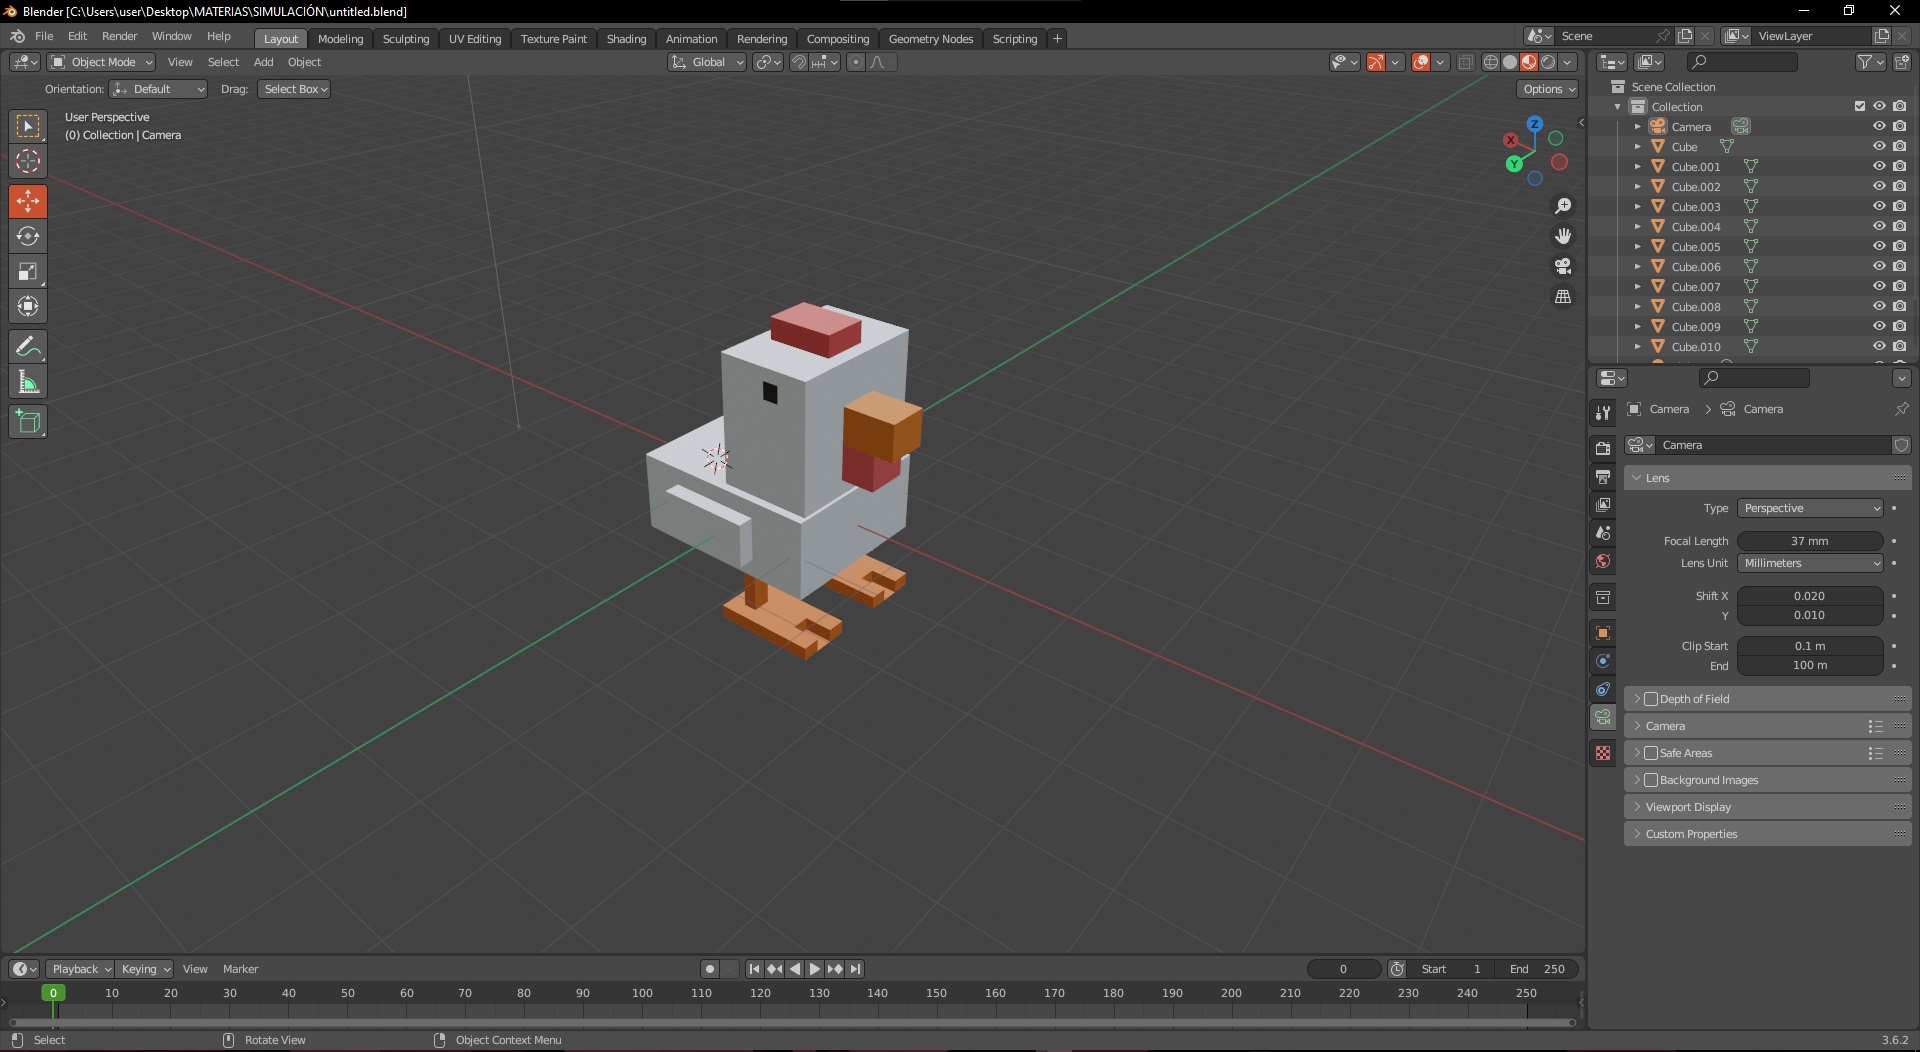 Blender [C:\Users\user\Desktop\MATERIAS\SIMULACIÓN\untitled.blend]
File Edit Render Window Help Layout Modeling Sculpting UV Editing Texture Paint Shading Animation Rendering Compositing Geometry Nodes Scripting + Scene ViewLayer
Object Mode View Select Add Object Global
Orientation: Default Drag: Select Box Options
User Perspective
(0) Collection | Camera
Z
X
Y
Scene Collection
Collection
Camera
Cube
Cube.001
Cube.002
Cube.003
Cube.004
Cube.005
Cube.006
Cube.007
Cube.008
Cube.009
Cube.010
Camera > Camera
Camera
Lens
Type Perspective
Focal Length 37 mm
Lens Unit Millimeters
Shift X 0.020
Y 0.010
Clip Start 0.1 m
End 100 m
Depth of Field
Camera
Safe Areas
Background Images
Viewport Display
Custom Properties
Playback Keying View Marker 0 Start 1 End 250
0 10 20 30 40 50 60 70 80 90 100 110 120 130 140 150 160 170 180 190 200 210 220 230 240 250
Select Rotate View Object Context Menu 3.6.2